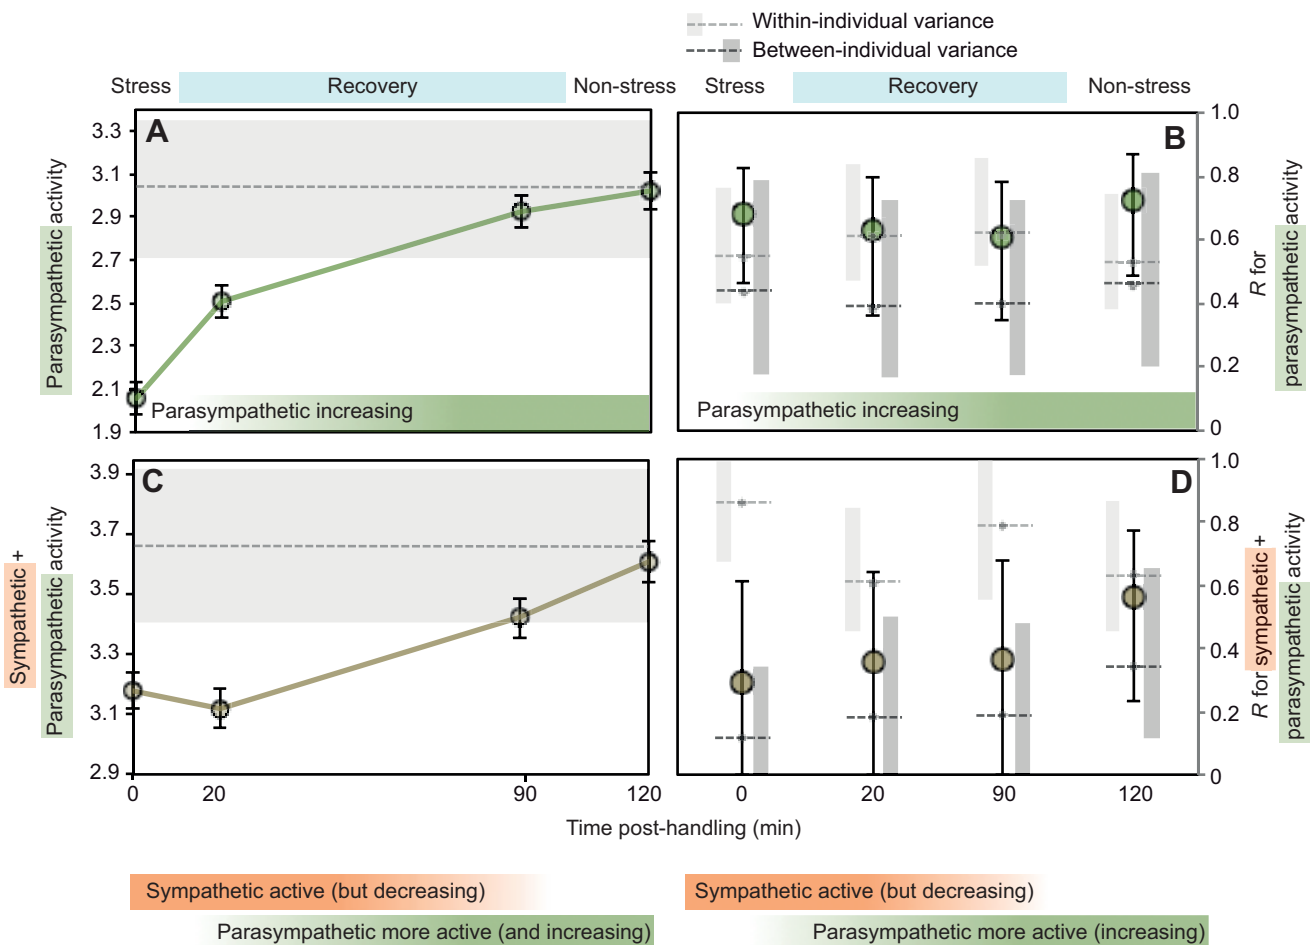 Within-individual variance
Between-individual variance
Stress
Recovery
Non-stress
Stress
Recovery
Non-stress
A
3.3
3.1
2.9
2.7
2.5
2.3
2.1
1.9
Parasympathetic activity
Parasympathetic increasing
B
1.0
0.8
0.6
0.4
0.2
0
R for
parasympathetic activity
Parasympathetic increasing
C
3.9
3.7
3.5
3.3
3.1
2.9
Sympathetic +
Parasympathetic activity
0
20
90
120
D
1.0
0.8
0.6
0.4
0.2
0
R for sympathetic +
parasympathetic activity
0
20
90
120
Time post-handling (min)
Sympathetic active (but decreasing)
Parasympathetic more active (and increasing)
Sympathetic active (but decreasing)
Parasympathetic more active (increasing)